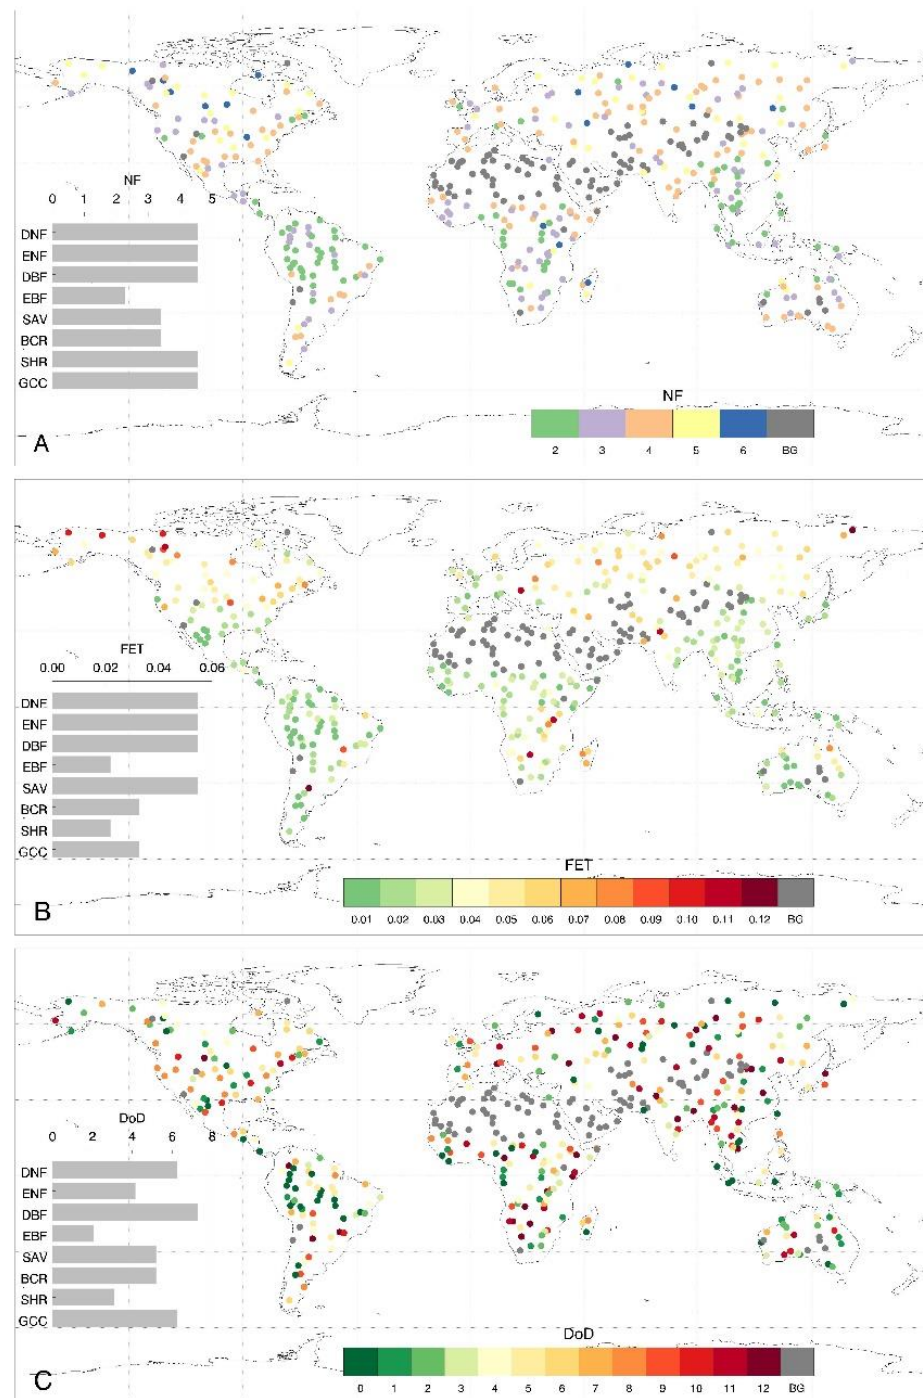 NF
0 1 2 3 4 5
DNF
ENF
DBF
EBF
SAV
BCR
SHR
GCC
NF
2 3 4 5 6 BG
A
FET
0.00 0.02 0.04 0.06
DNF
ENF
DBF
EBF
SAV
BCR
SHR
GCC
FET
0.01 0.02 0.03 0.04 0.05 0.06 0.07 0.08 0.09 0.10 0.11 0.12 BG
B
DoD
0 2 4 6 8
DNF
ENF
DBF
EBF
SAV
BCR
SHR
GCC
DoD
0 1 2 3 4 5 6 7 8 9 10 11 12 BG
C